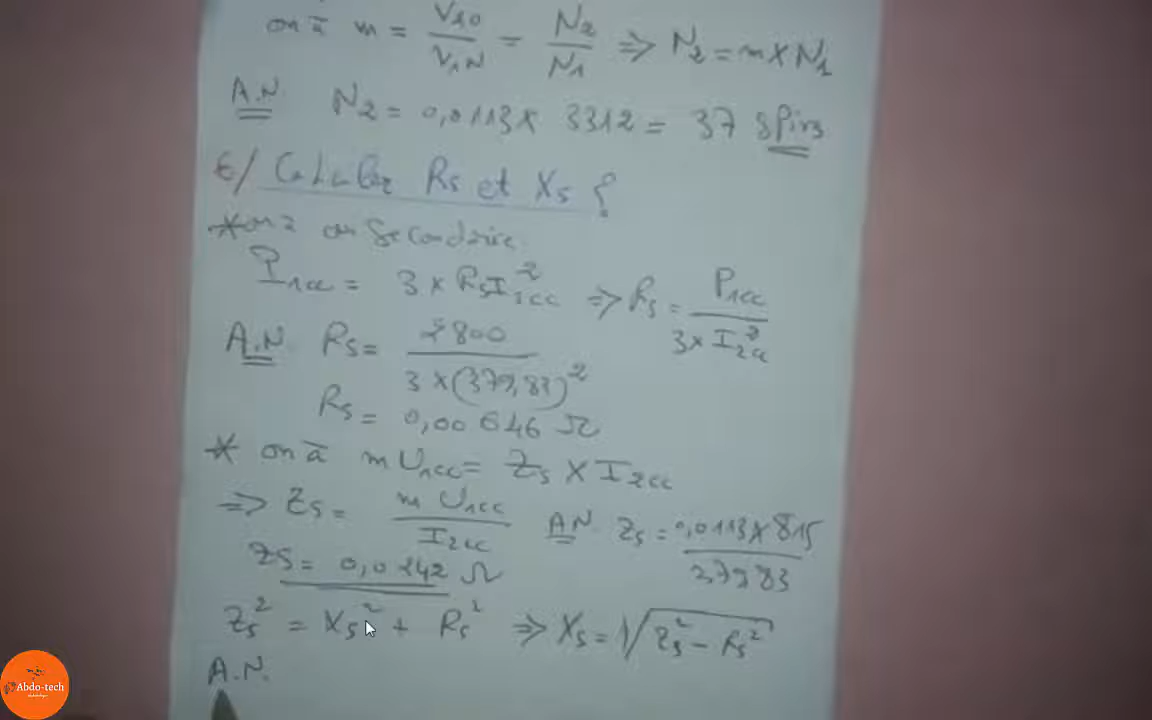 on ā m = V20 / V1N = N2 / N1 => N2 = m x N1
A.N N2 = 0,0113 x 3312 = 37 spirs
6/ Calculer Rs et Xs ?
* on ā au Secondaire
P1cc = 3 x Rs I2cc² => Rs = P1cc / 3 x I2cc²
A.N Rs = 2800 / 3 x (379,83)²
Rs = 0,00646 Ω
* on ā m U1cc = Zs x I2cc
=> Zs = m U1cc / I2cc AN Zs = 0,0113 x 815 / 379,83
Zs = 0,0242 Ω
Zs² = Xs² + Rs² => Xs = √(Zs² - Rs²)
A.N.
Abdo-tech